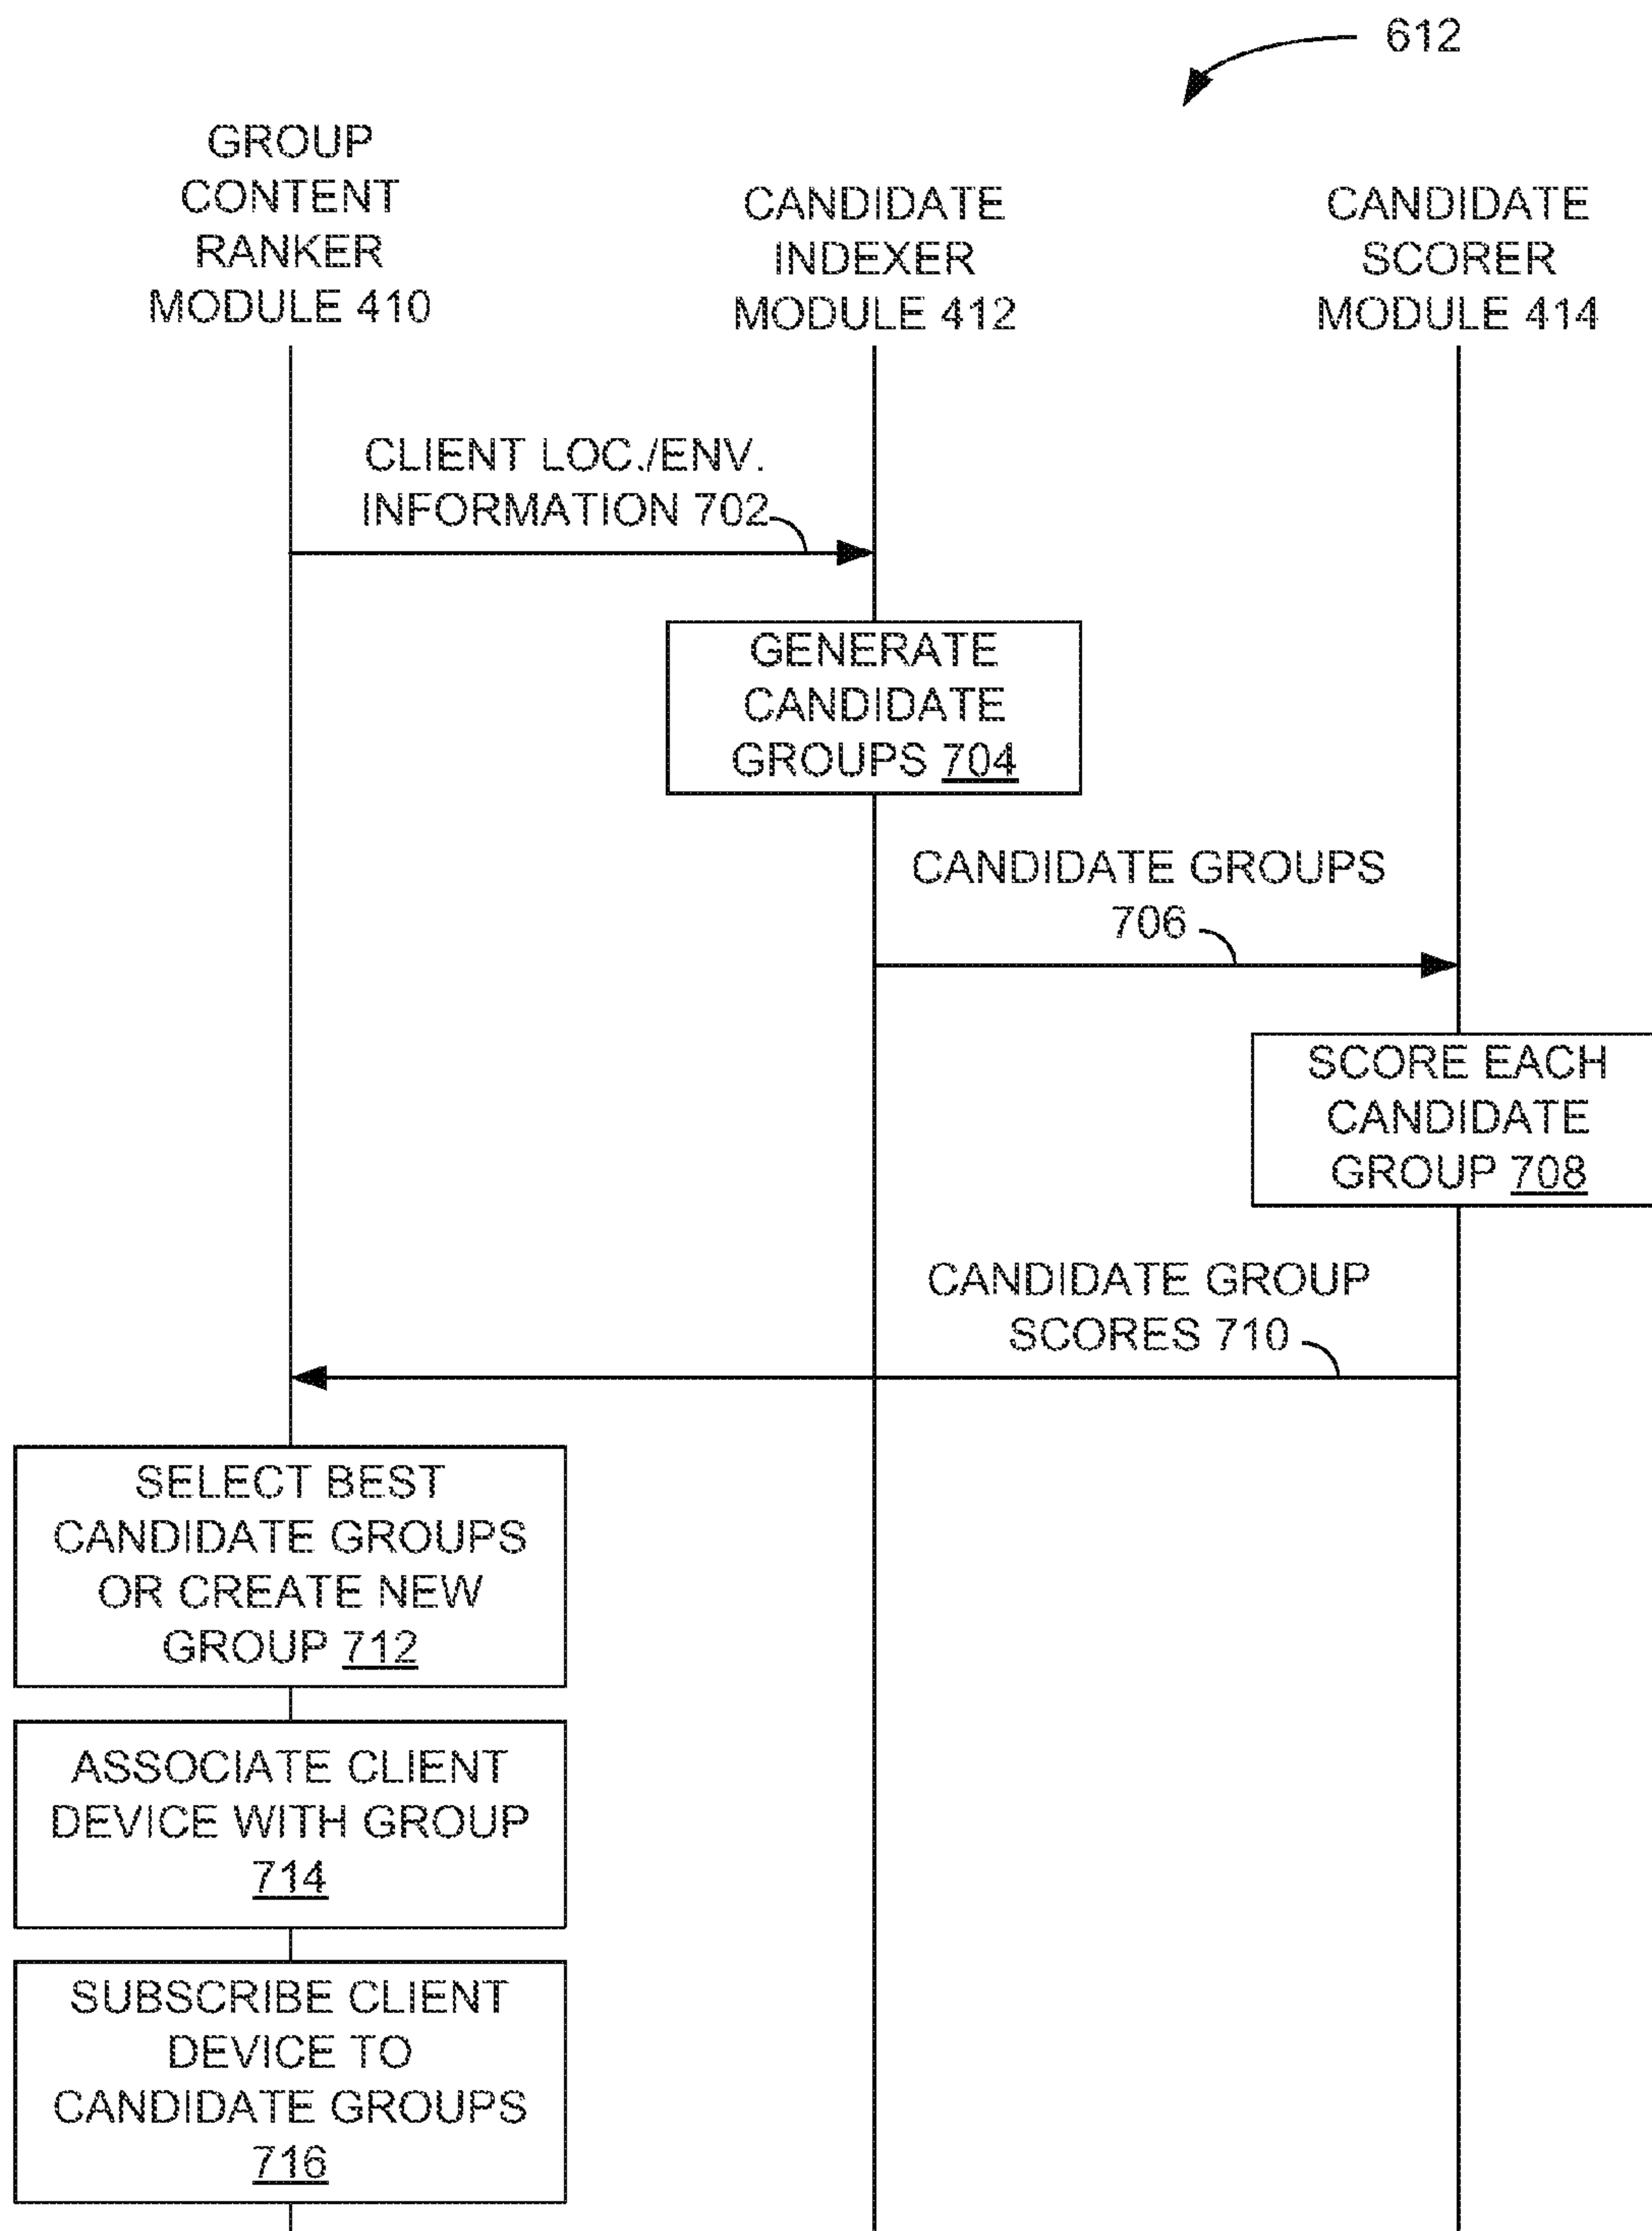 612
GROUP
CONTENT
RANKER
MODULE 410
CANDIDATE
INDEXER
MODULE 412
CANDIDATE
SCORER
MODULE 414
CLIENT LOC./ENV.
INFORMATION 702
GENERATE
CANDIDATE
GROUPS 704
CANDIDATE GROUPS
706
SCORE EACH
CANDIDATE
GROUP 708
CANDIDATE GROUP
SCORES 710
SELECT BEST
CANDIDATE GROUPS
OR CREATE NEW
GROUP 712
ASSOCIATE CLIENT
DEVICE WITH GROUP
714
SUBSCRIBE CLIENT
DEVICE TO
CANDIDATE GROUPS
716